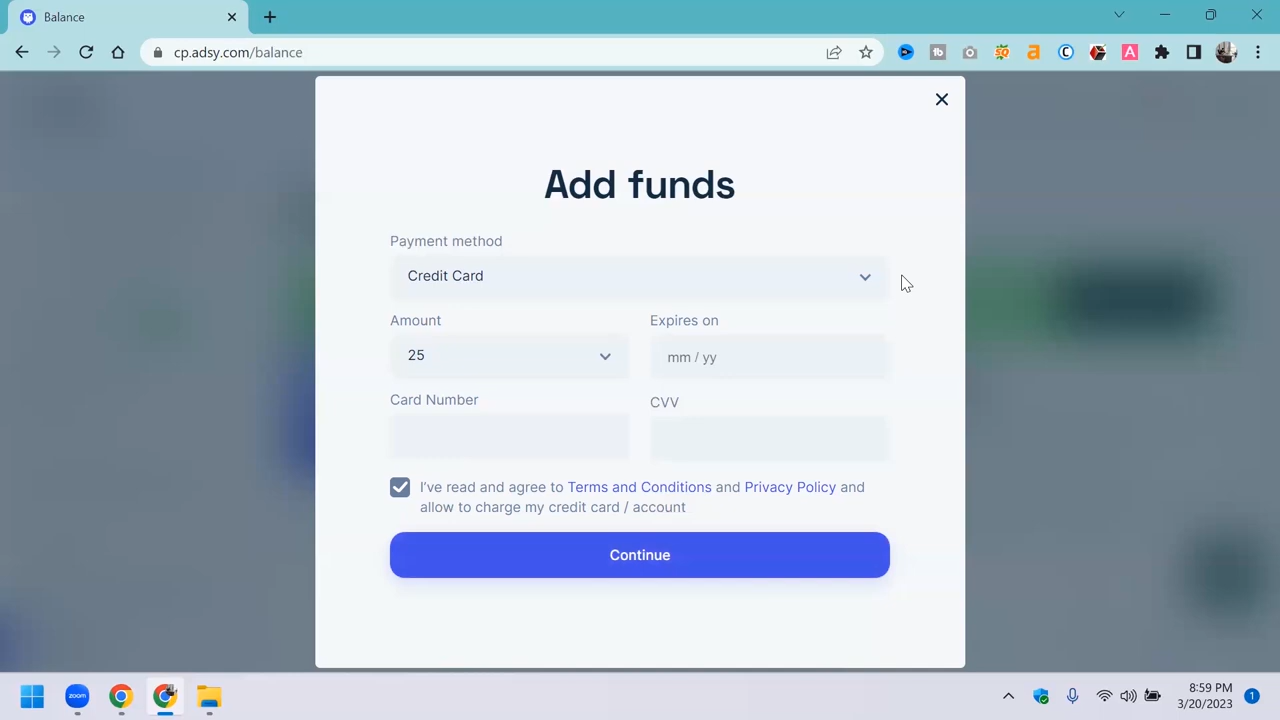 Balance
cp.adsy.com/balance
Add funds
Payment method
Credit Card
Amount
Expires on
25
mm / yy
Card Number
CVV
I've read and agree to Terms and Conditions and Privacy Policy and
allow to charge my credit card / account
Continue
zoom
8:59 PM
3/20/2023
1